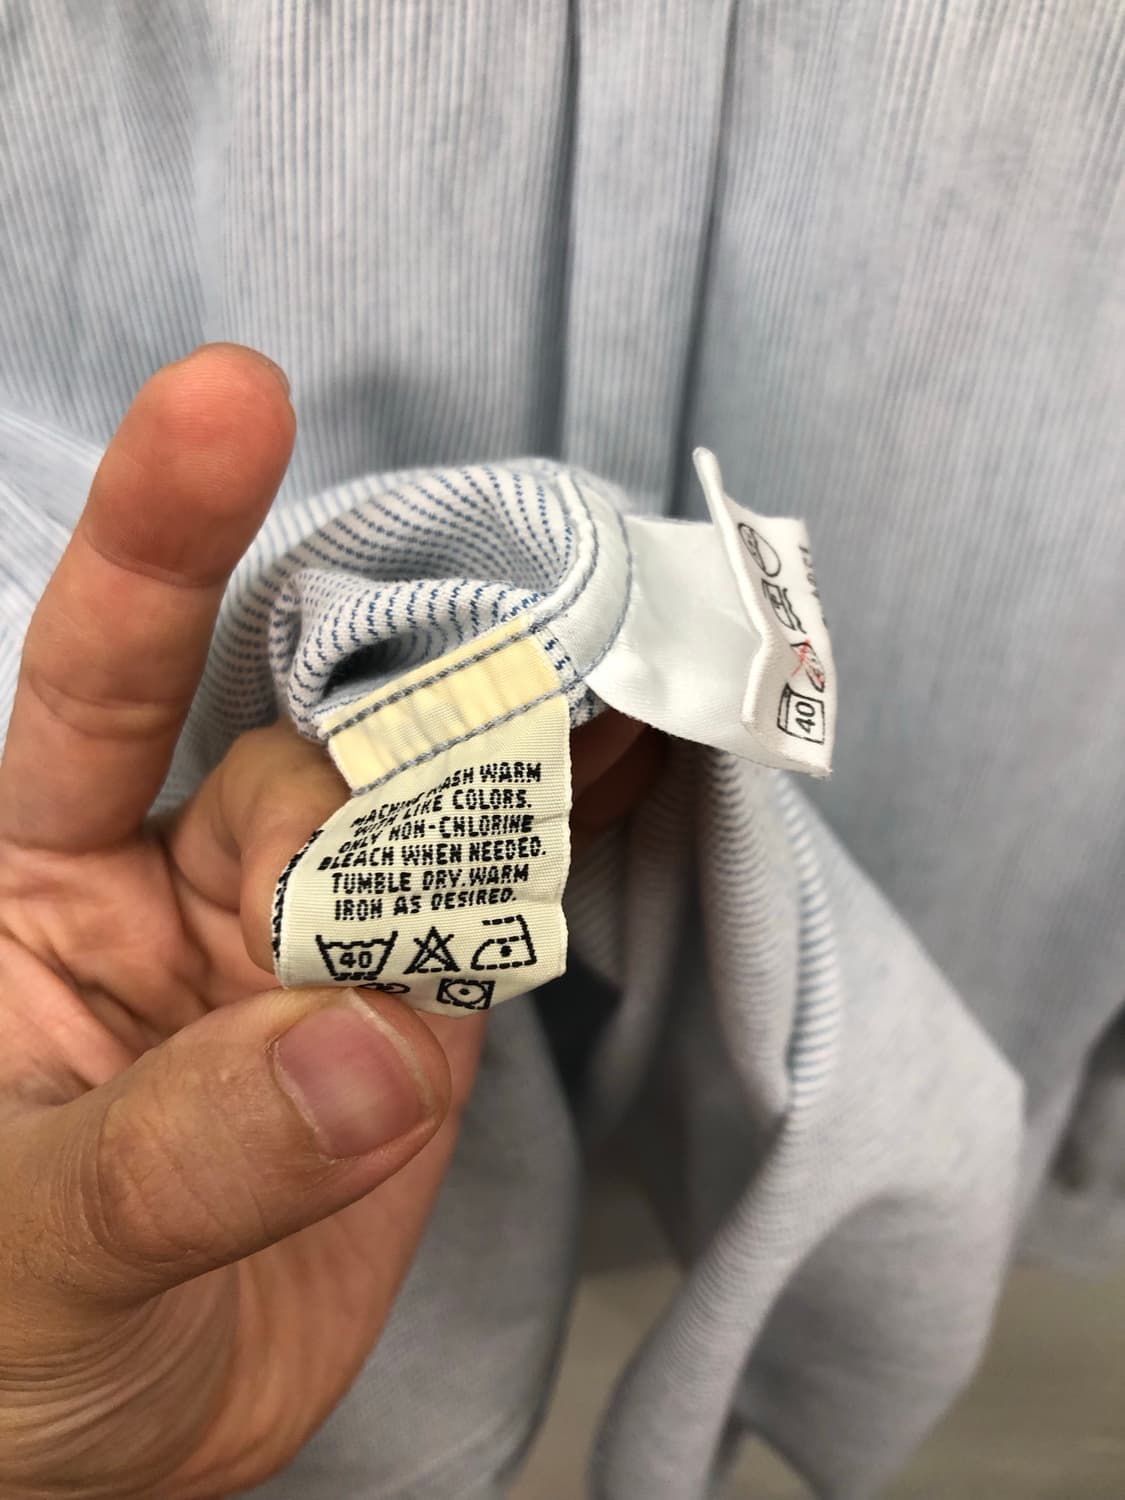 MACHINE WASH WARM
WITH LIKE COLORS.
ONLY NON-CHLORINE
BLEACH WHEN NEEDED.
TUMBLE DRY. WARM
IRON AS DESIRED.
40
40